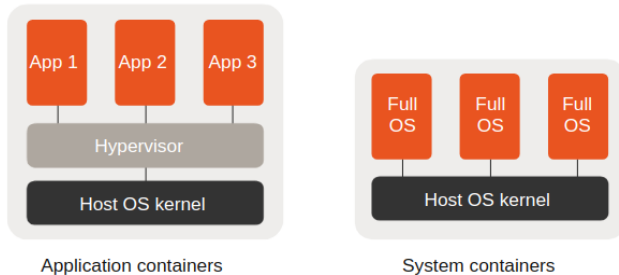 App 1
App 2
App 3
Hypervisor
Host OS kernel
Application containers
Full
OS
Full
OS
Full
OS
Host OS kernel
System containers